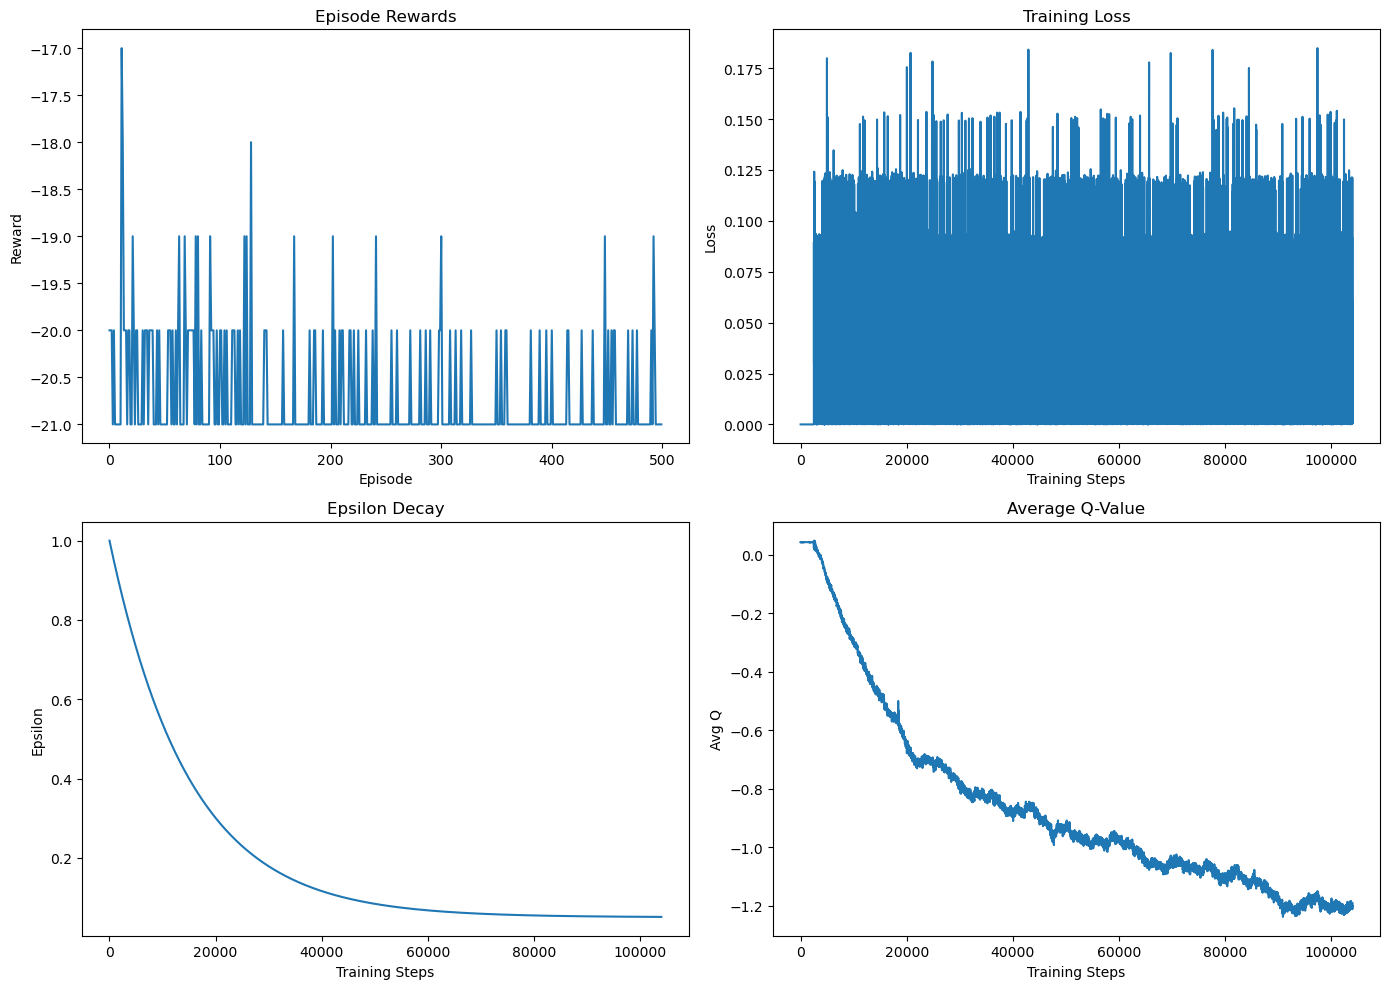 Episode Rewards
Reward
−17.0
−17.5
−18.0
−18.5
−19.0
−19.5
−20.0
−20.5
−21.0
0 100 200 300 400 500
Episode
Training Loss
Loss
0.175
0.150
0.125
0.100
0.075
0.050
0.025
0.000
0 20000 40000 60000 80000 100000
Training Steps
Epsilon Decay
Epsilon
1.0
0.8
0.6
0.4
0.2
0 20000 40000 60000 80000 100000
Training Steps
Average Q-Value
Avg Q
0.0
−0.2
−0.4
−0.6
−0.8
−1.0
−1.2
0 20000 40000 60000 80000 100000
Training Steps